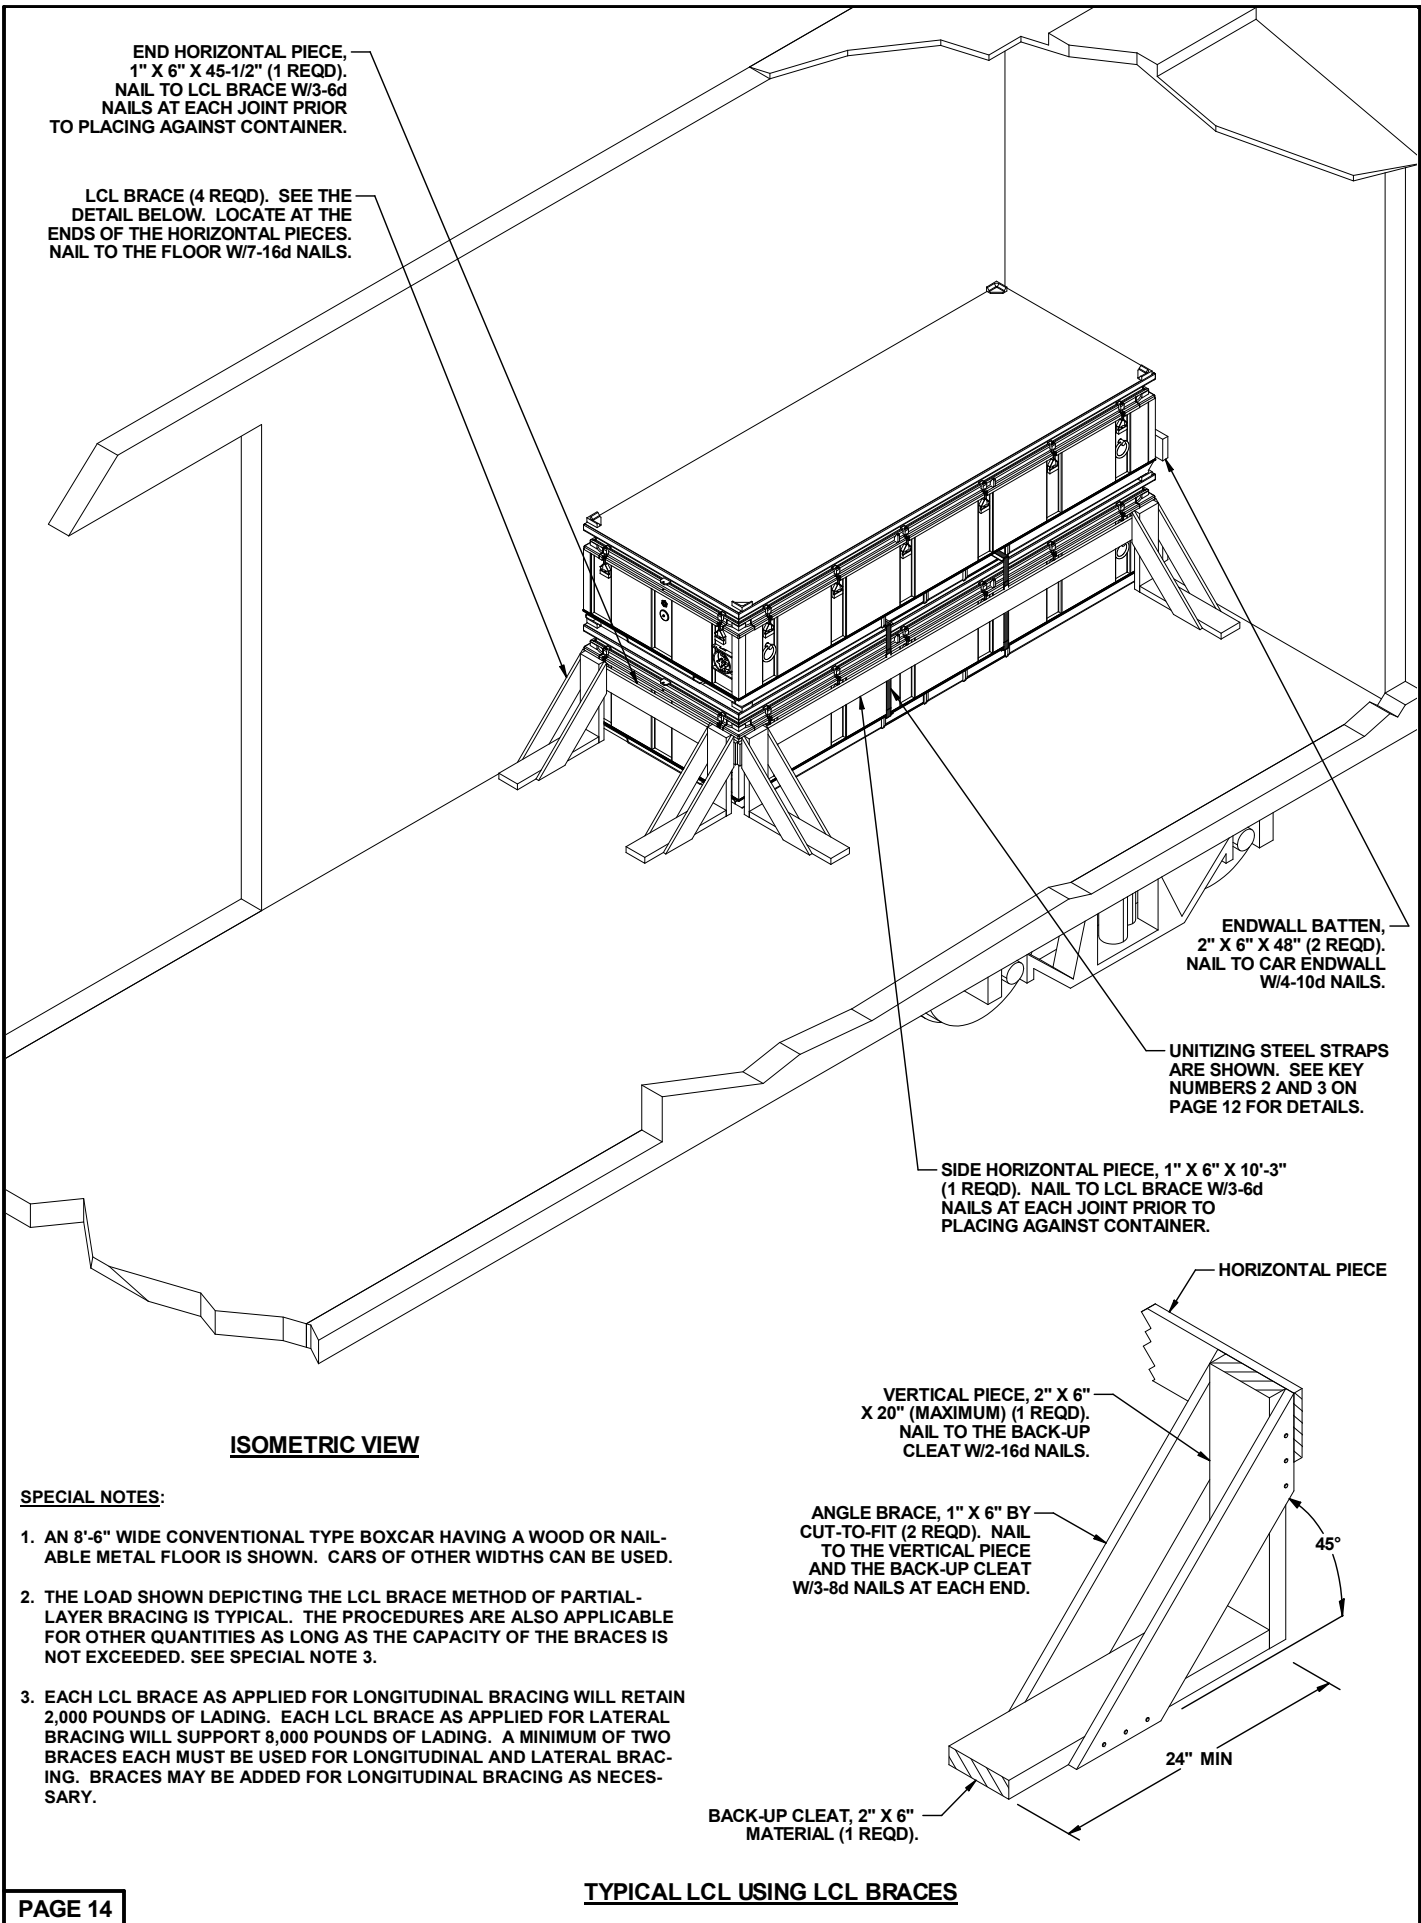 END HORIZONTAL PIECE,
1" X 6" X 45-1/2" (1 REQD).
NAIL TO LCL BRACE W/3-6d
NAILS AT EACH JOINT PRIOR
TO PLACING AGAINST CONTAINER.
LCL BRACE (4 REQD). SEE THE
DETAIL BELOW. LOCATE AT THE
ENDS OF THE HORIZONTAL PIECES.
NAIL TO THE FLOOR W/7-16d NAILS.
ENDWALL BATTEN,
2" X 6" X 48" (2 REQD).
NAIL TO CAR ENDWALL
W/4-10d NAILS.
UNITIZING STEEL STRAPS
ARE SHOWN. SEE KEY
NUMBERS 2 AND 3 ON
PAGE 12 FOR DETAILS.
SIDE HORIZONTAL PIECE, 1" X 6" X 10'-3"
(1 REQD). NAIL TO LCL BRACE W/3-6d
NAILS AT EACH JOINT PRIOR TO
PLACING AGAINST CONTAINER.
HORIZONTAL PIECE
VERTICAL PIECE, 2" X 6"
X 20" (MAXIMUM) (1 REQD).
NAIL TO THE BACK-UP
CLEAT W/2-16d NAILS.
ANGLE BRACE, 1" X 6" BY
CUT-TO-FIT (2 REQD). NAIL
TO THE VERTICAL PIECE
AND THE BACK-UP CLEAT
W/3-8d NAILS AT EACH END.
45°
24" MIN
BACK-UP CLEAT, 2" X 6"
MATERIAL (1 REQD).
ISOMETRIC VIEW
SPECIAL NOTES:
1. AN 8'-6" WIDE CONVENTIONAL TYPE BOXCAR HAVING A WOOD OR NAIL-
ABLE METAL FLOOR IS SHOWN. CARS OF OTHER WIDTHS CAN BE USED.
2. THE LOAD SHOWN DEPICTING THE LCL BRACE METHOD OF PARTIAL-
LAYER BRACING IS TYPICAL. THE PROCEDURES ARE ALSO APPLICABLE
FOR OTHER QUANTITIES AS LONG AS THE CAPACITY OF THE BRACES IS
NOT EXCEEDED. SEE SPECIAL NOTE 3.
3. EACH LCL BRACE AS APPLIED FOR LONGITUDINAL BRACING WILL RETAIN
2,000 POUNDS OF LADING. EACH LCL BRACE AS APPLIED FOR LATERAL
BRACING WILL SUPPORT 8,000 POUNDS OF LADING. A MINIMUM OF TWO
BRACES EACH MUST BE USED FOR LONGITUDINAL AND LATERAL BRAC-
ING. BRACES MAY BE ADDED FOR LONGITUDINAL BRACING AS NECES-
SARY.
TYPICAL LCL USING LCL BRACES
PAGE 14